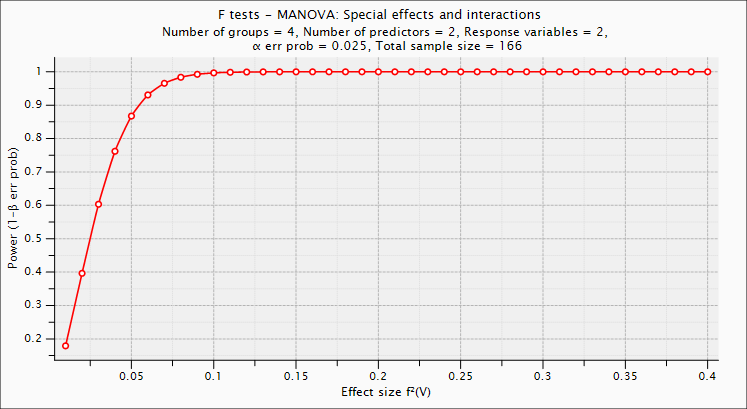 F tests - MANOVA: Special effects and interactions
Number of groups = 4, Number of predictors = 2, Response variables = 2,
α err prob = 0.025, Total sample size = 166
Power (1-β err prob)
1
0.9
0.8
0.7
0.6
0.5
0.4
0.3
0.2
0.05 0.1 0.15 0.2 0.25 0.3 0.35 0.4
Effect size f²(V)